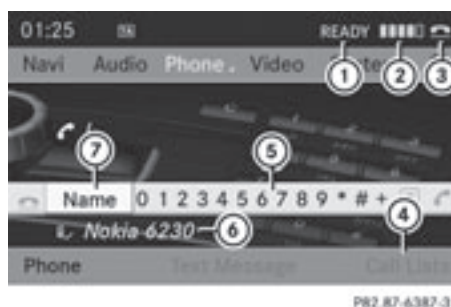 01:25 READY
Navi Audio Phone Video
1 2 3
7 5
Name 0 1 2 3 4 5 6 7 8 9 * # +
4
Nokia 6230 6
Phone Text Message Call Lists
P82.87-6387-3